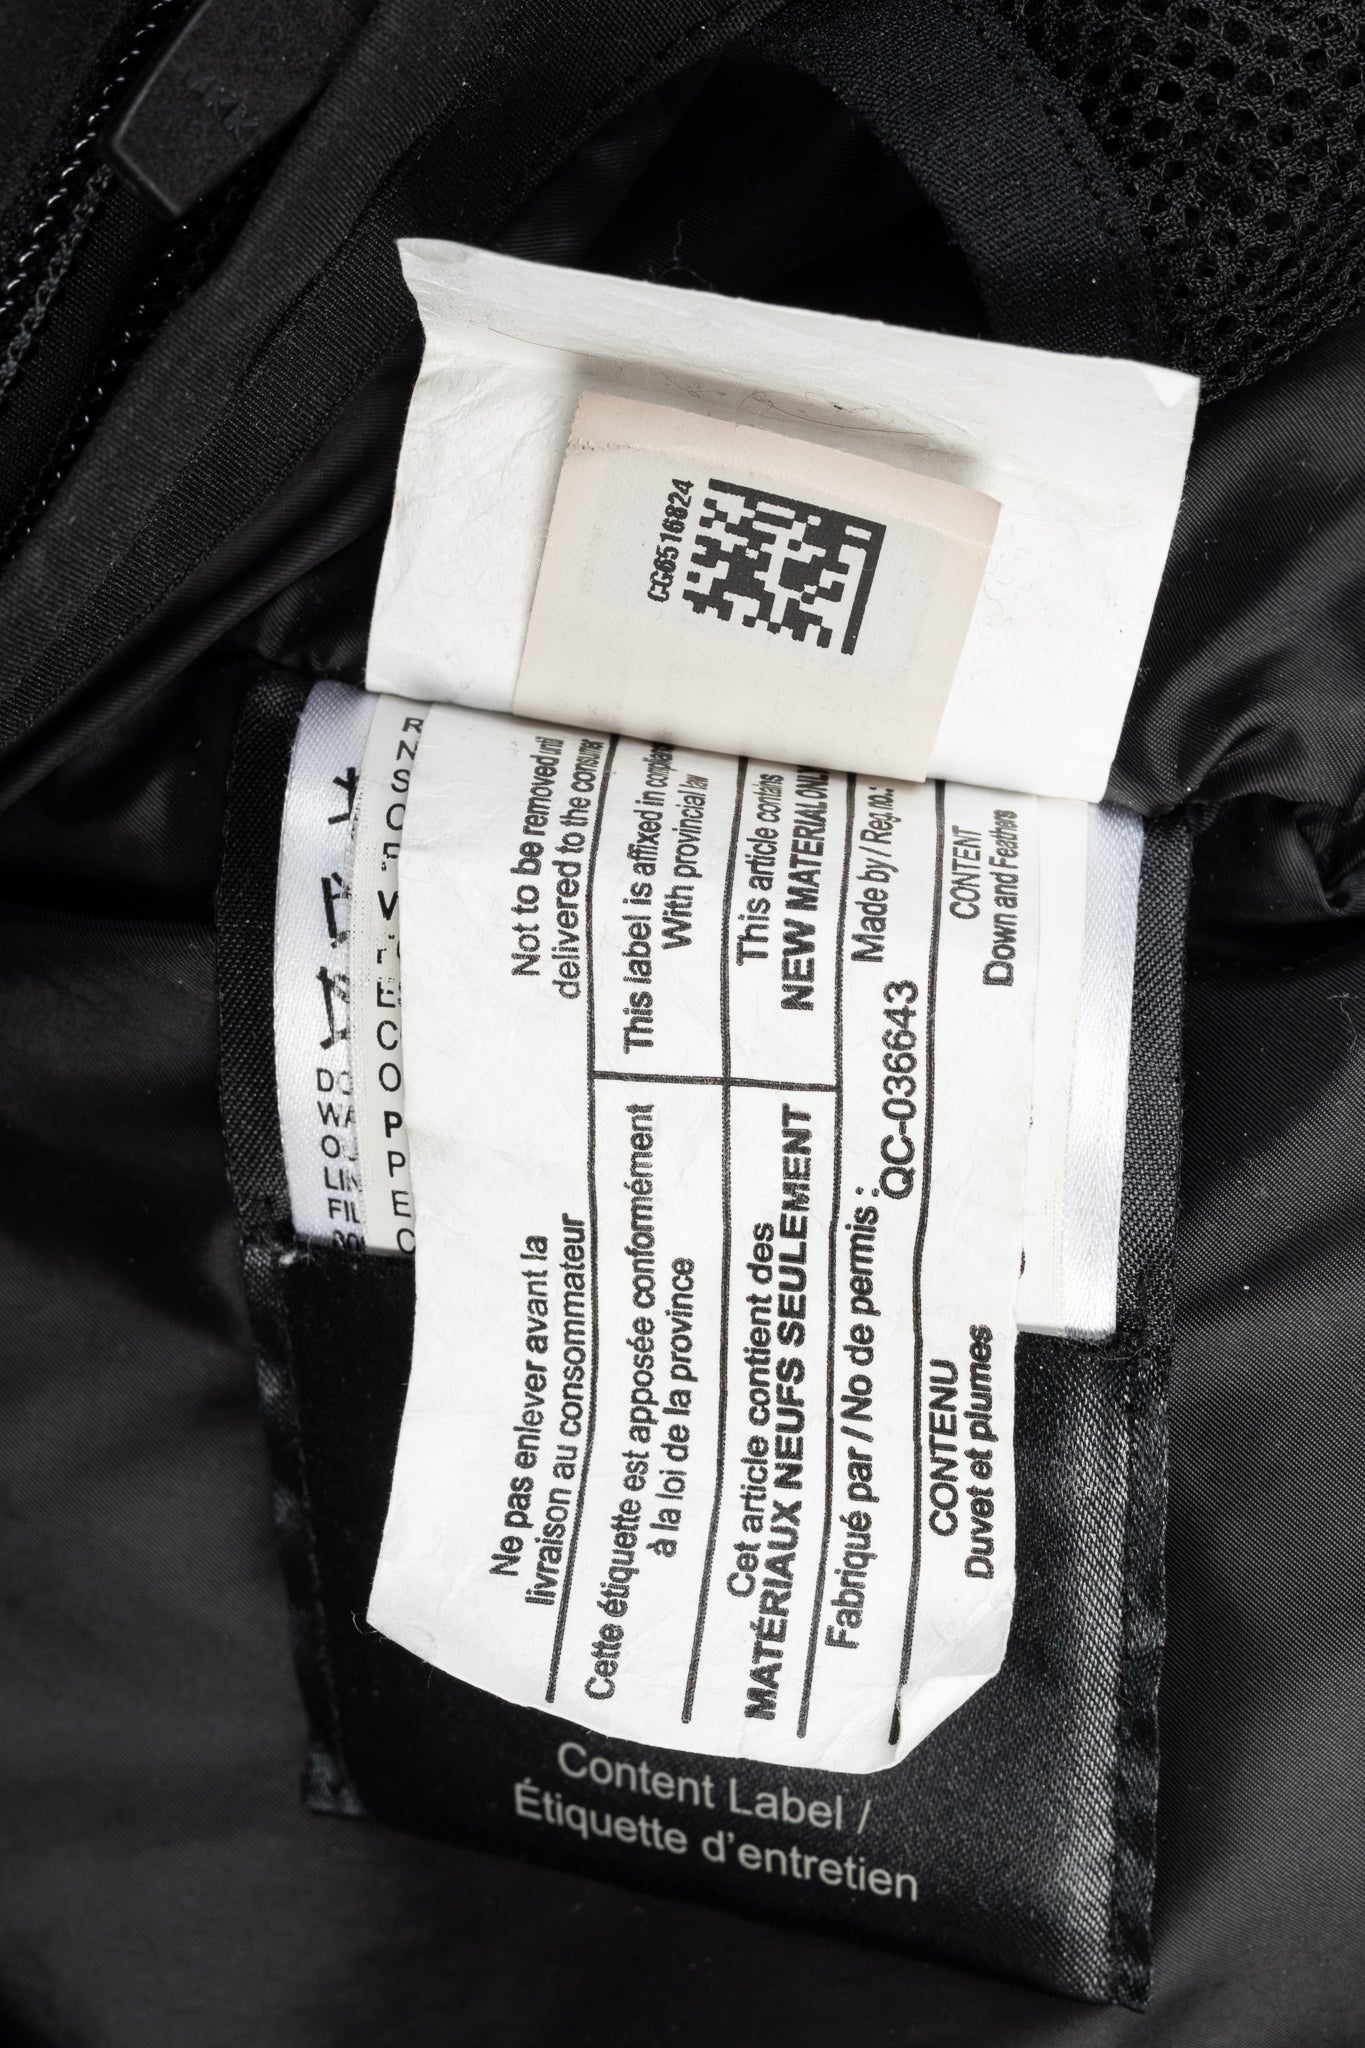 CG6516824
Not to be removed until
delivered to the consumer
This label is affixed in compliance
With provincial law
This article contains
NEW MATERIAL ONLY
Made by / Reg no.:
QC-036643
CONTENT
Down and Feathers
Ne pas enlever avant la
livraison au consommateur
Cette étiquette est apposée conformément
à la loi de la province
Cet article contient des
MATÉRIAUX NEUFS SEULEMENT
Fabriqué par / No de permis :
CONTENU
Duvet et plumes
Content Label /
Étiquette d'entretien